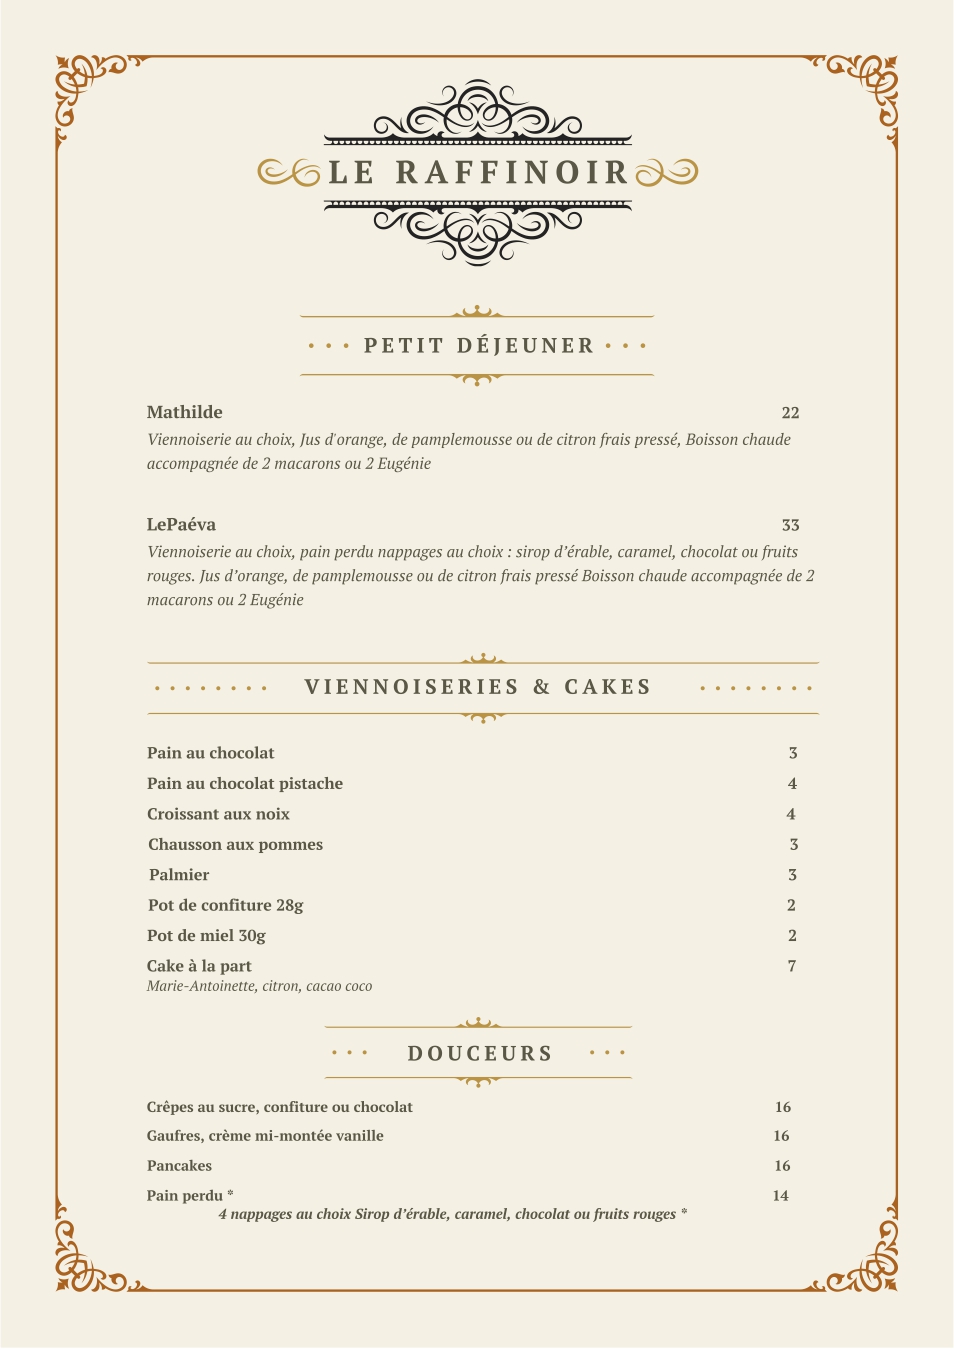 LE RAFFINOIR
PETIT DÉJEUNER
Mathilde 22
Viennoiserie au choix, Jus d'orange, de pamplemousse ou de citron frais pressé, Boisson chaude
accompagnée de 2 macarons ou 2 Eugénie
LePaéva 33
Viennoiserie au choix, pain perdu nappages au choix : sirop d’érable, caramel, chocolat ou fruits
rouges. Jus d’orange, de pamplemousse ou de citron frais pressé Boisson chaude accompagnée de 2
macarons ou 2 Eugénie
VIENNOISERIES & CAKES
Pain au chocolat 3
Pain au chocolat pistache 4
Croissant aux noix 4
Chausson aux pommes 3
Palmier 3
Pot de confiture 28g 2
Pot de miel 30g 2
Cake à la part 7
Marie-Antoinette, citron, cacao coco
DOUCEURS
Crêpes au sucre, confiture ou chocolat 16
Gaufres, crème mi-montée vanille 16
Pancakes 16
Pain perdu * 14
4 nappages au choix Sirop d’érable, caramel, chocolat ou fruits rouges *